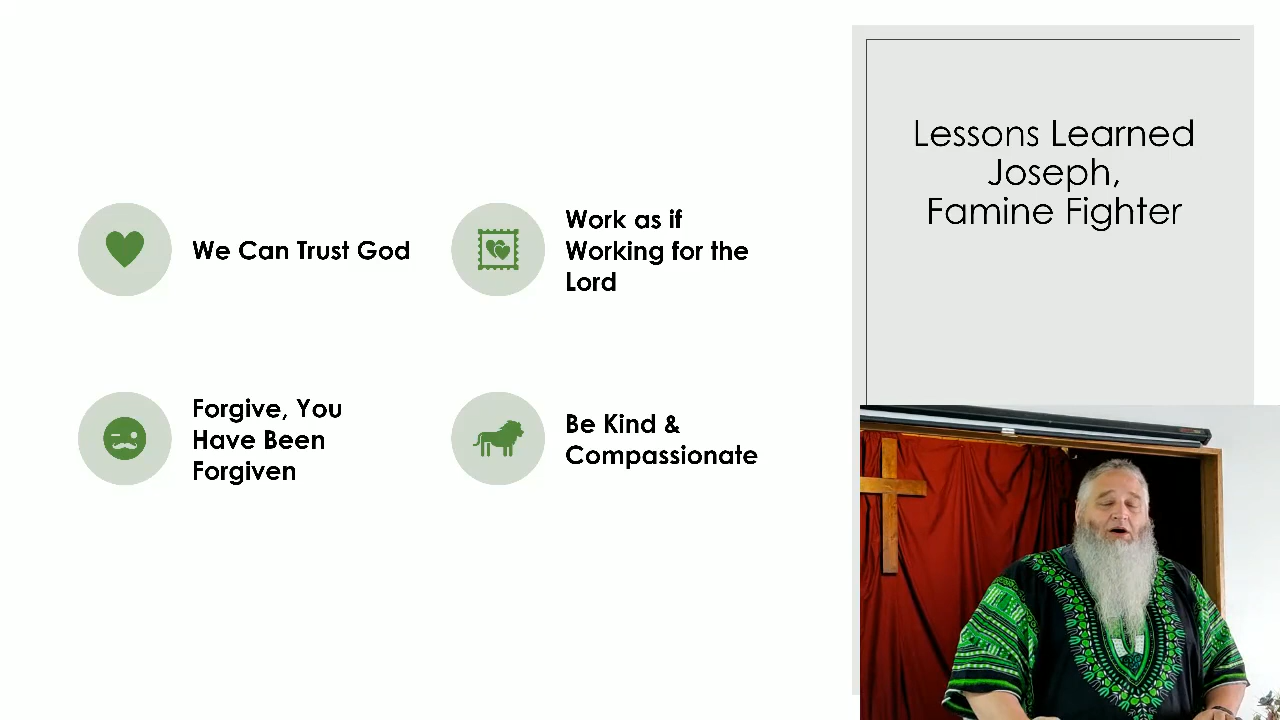 We Can Trust God
Work as if
Working for the
Lord
Forgive, You
Have Been
Forgiven
Be Kind &
Compassionate
Lessons Learned
Joseph,
Famine Fighter